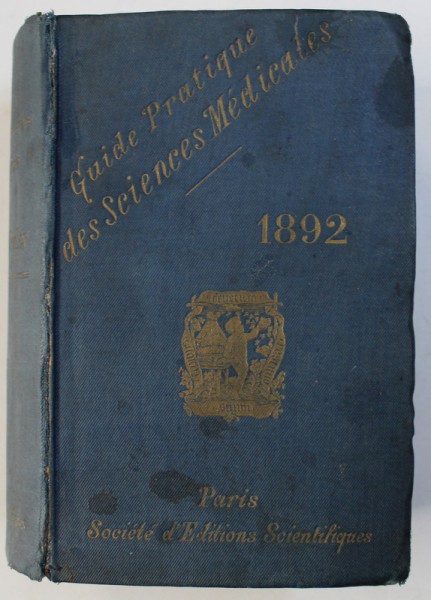 Guide Pratique
des Sciences Médicales
1892
Paris
Société d'Editions Scientifiques